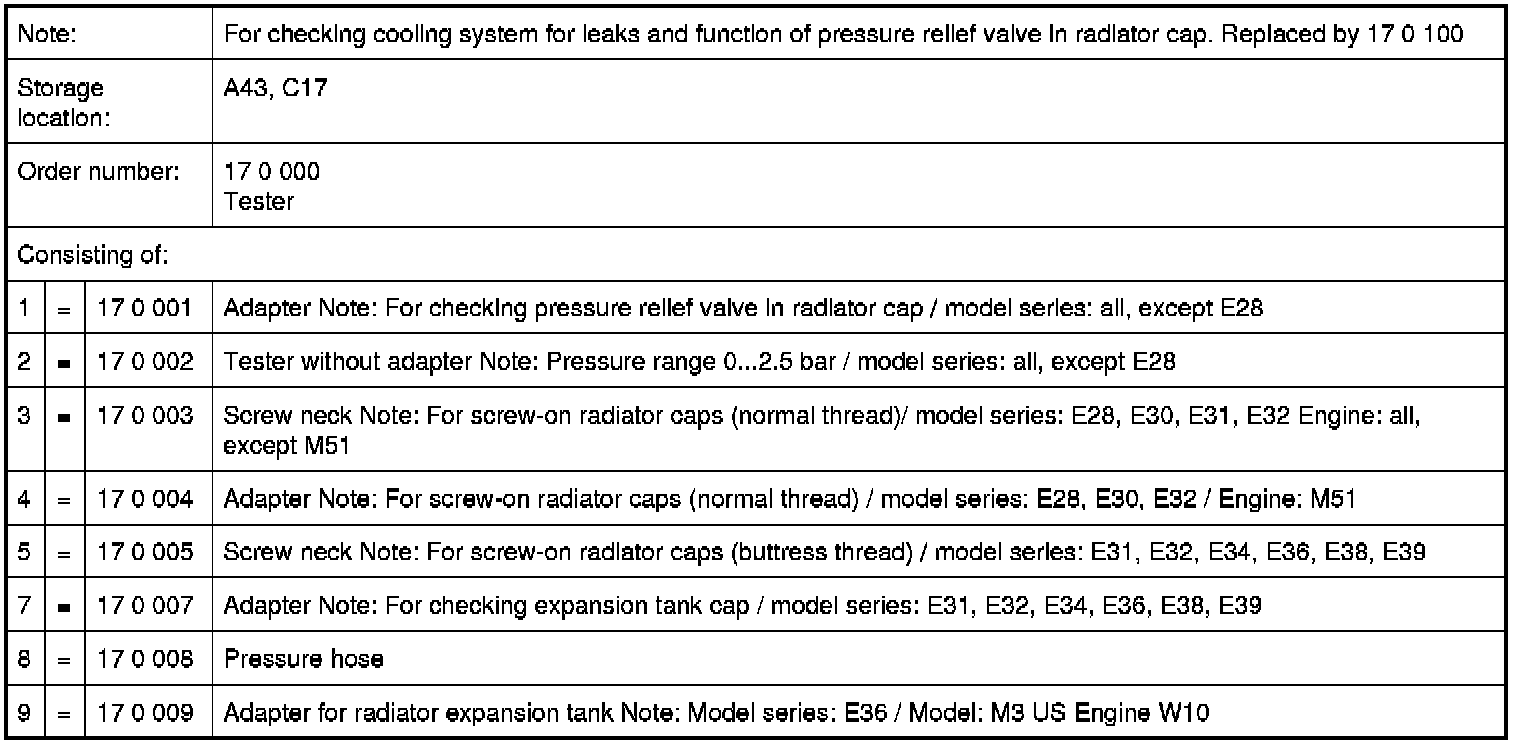 Note: For checking cooling system for leaks and function of pressure relief valve in radiator cap. Replaced by 17 0 100
Storage location: A43, C17
Order number: 17 0 000
Tester
Consisting of:
1 = 17 0 001 Adapter Note: For checking pressure relief valve in radiator cap / model series: all, except E28
2 = 17 0 002 Tester without adapter Note: Pressure range 0...2.5 bar / model series: all, except E28
3 = 17 0 003 Screw neck Note: For screw-on radiator caps (normal thread)/ model series: E28, E30, E31, E32 Engine: all,
except M51
4 = 17 0 004 Adapter Note: For screw-on radiator caps (normal thread) / model series: E28, E30, E32 / Engine: M51
5 = 17 0 005 Screw neck Note: For screw-on radiator caps (buttress thread) / model series: E31, E32, E34, E36, E38, E39
7 = 17 0 007 Adapter Note: For checking expansion tank cap / model series: E31, E32, E34, E36, E38, E39
8 = 17 0 008 Pressure hose
9 = 17 0 009 Adapter for radiator expansion tank Note: Model series: E36 / Model: M3 US Engine W10